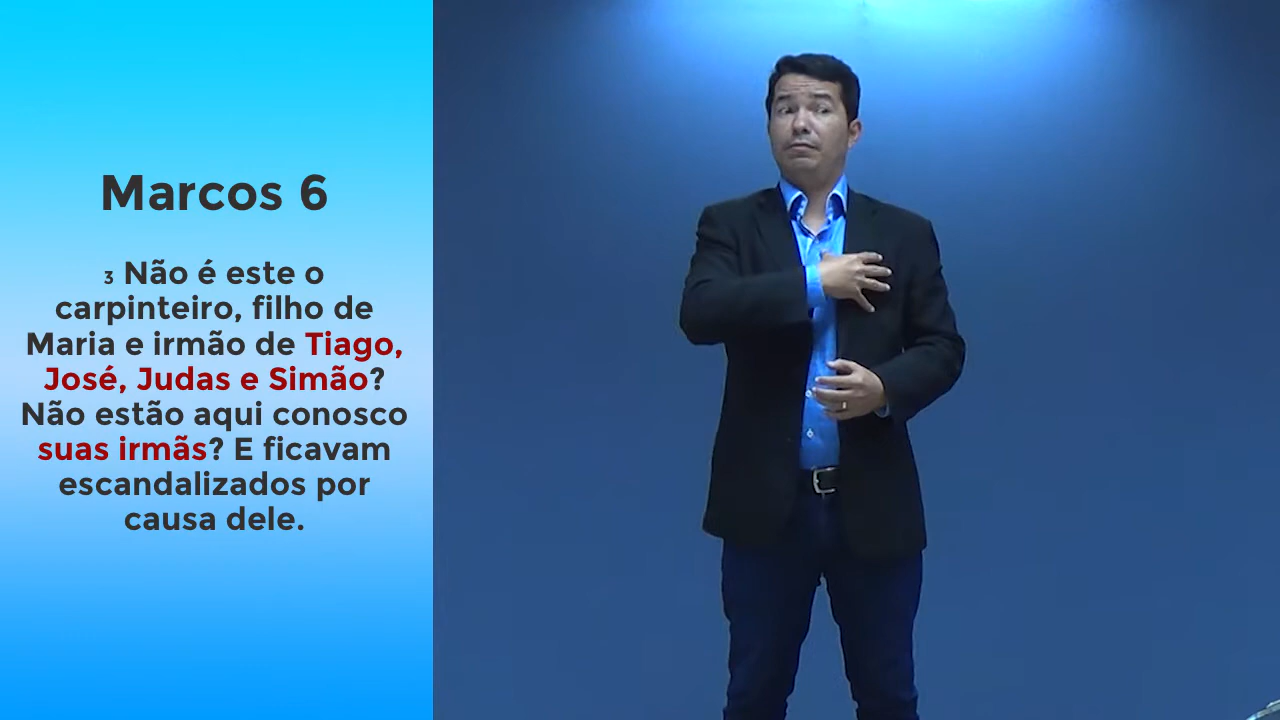 Marcos 6
3 Não é este o
carpinteiro, filho de
Maria e irmão de Tiago,
José, Judas e Simão?
Não estão aqui conosco
suas irmãs? E ficavam
escandalizados por
causa dele.